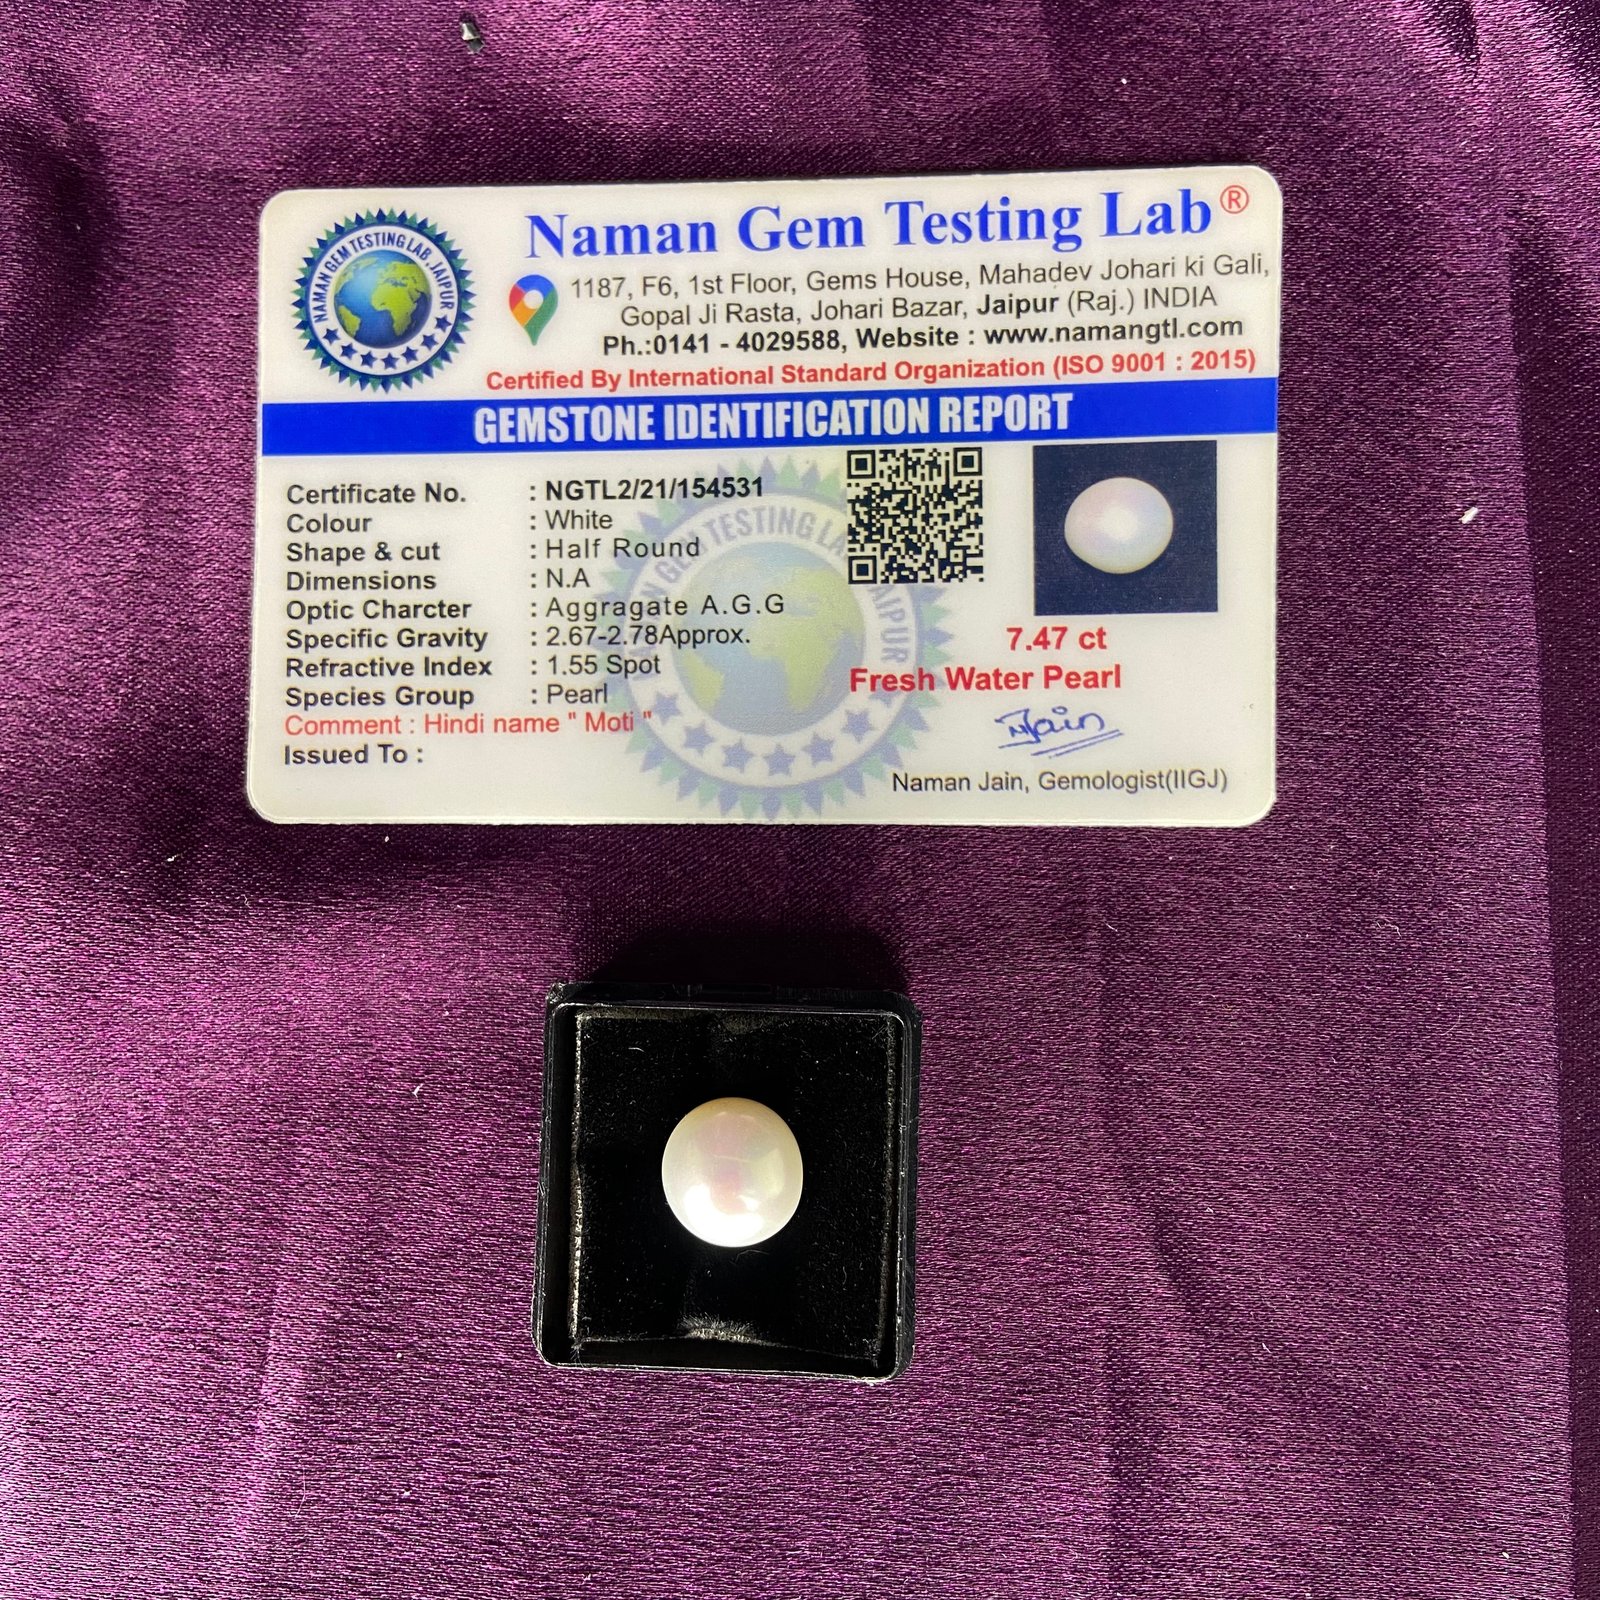 Naman Gem Testing Lab®
1187, F6, 1st Floor, Gems House, Mahadev Johari ki Gali,
Gopal Ji Rasta, Johari Bazar, Jaipur (Raj.) INDIA
Ph.:0141 - 4029588, Website : www.namangtl.com
Certified By International Standard Organization (ISO 9001 : 2015)
NAMAN GEM TESTING LAB, JAIPUR
GEMSTONE IDENTIFICATION REPORT
Certificate No. : NGTL2/21/154531
Colour : White
Shape & cut : Half Round
Dimensions : N.A
Optic Charcter : Aggragate A.G.G
Specific Gravity : 2.67-2.78Approx.
Refractive Index : 1.55 Spot
Species Group : Pearl
Comment : Hindi name " Moti "
Issued To :
7.47 ct
Fresh Water Pearl
NJain
Naman Jain, Gemologist(IIGJ)